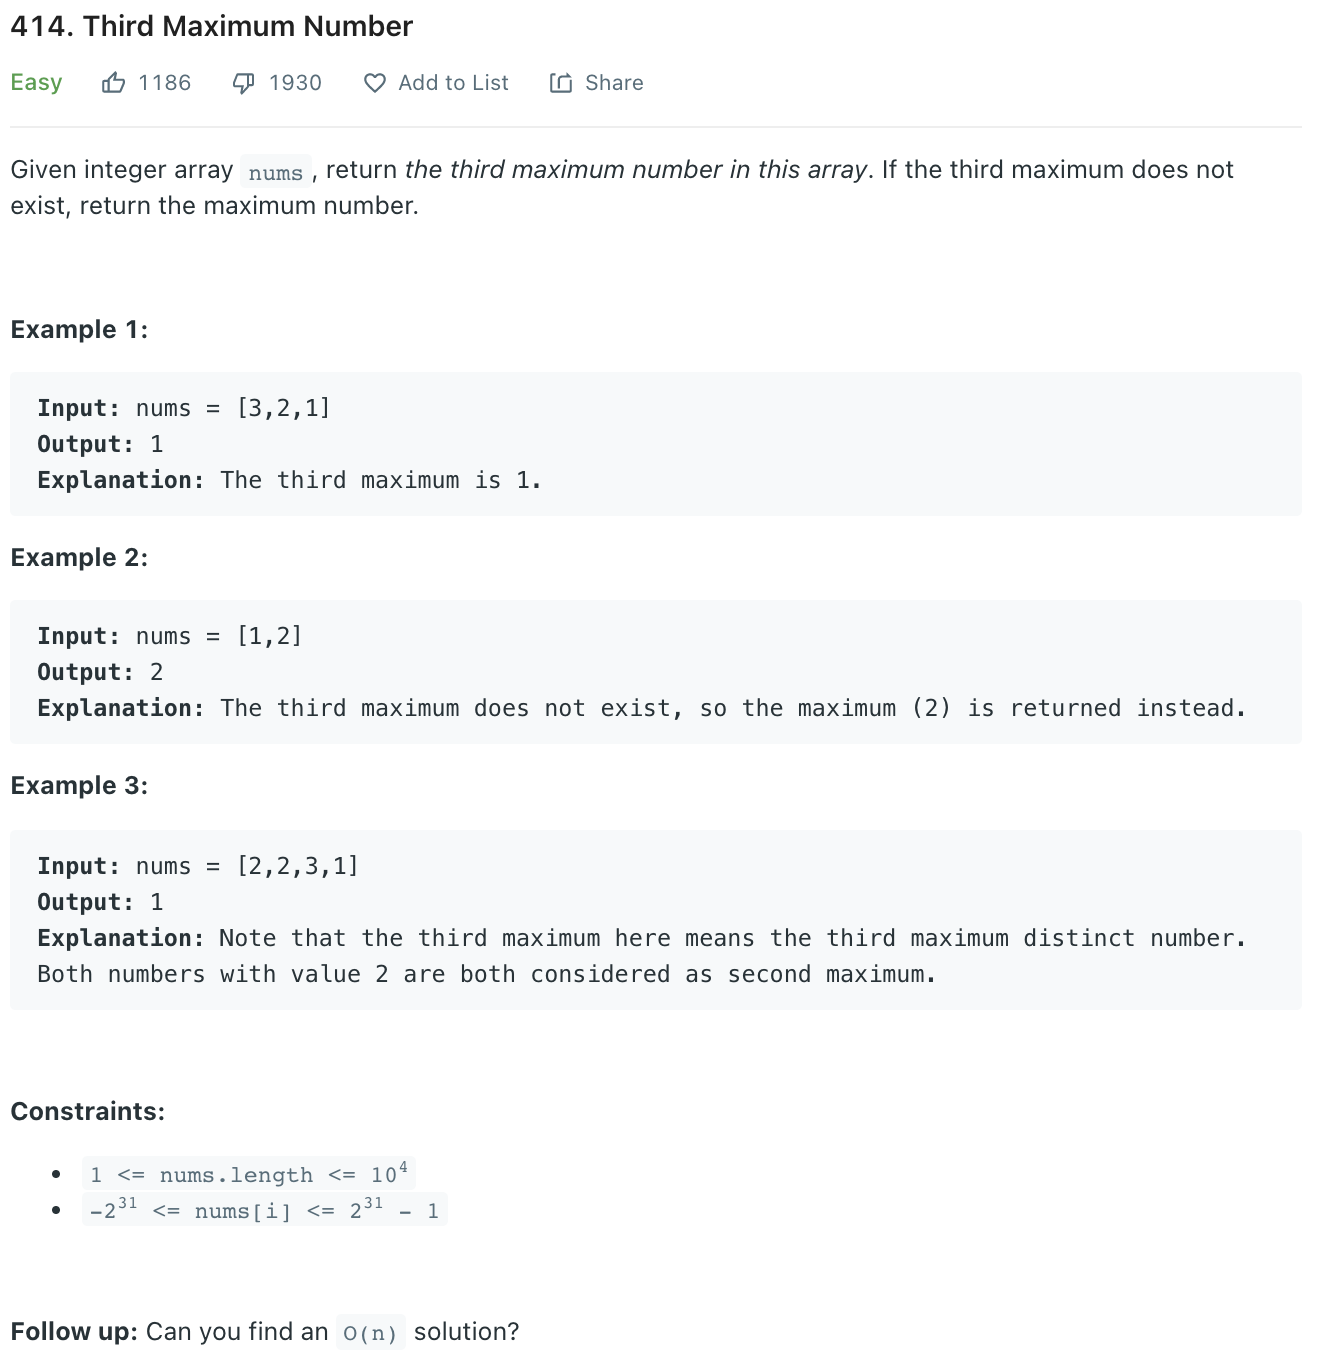 414. Third Maximum Number
Easy 1186 1930 Add to List Share
Given integer array nums , return the third maximum number in this array. If the third maximum does not
exist, return the maximum number.
Example 1:
Input: nums = [3,2,1]
Output: 1
Explanation: The third maximum is 1.
Example 2:
Input: nums = [1,2]
Output: 2
Explanation: The third maximum does not exist, so the maximum (2) is returned instead.
Example 3:
Input: nums = [2,2,3,1]
Output: 1
Explanation: Note that the third maximum here means the third maximum distinct number.
Both numbers with value 2 are both considered as second maximum.
Constraints:
• 1 <= nums.length <= 10⁴
• -2³¹ <= nums[i] <= 2³¹ - 1
Follow up: Can you find an O(n) solution?